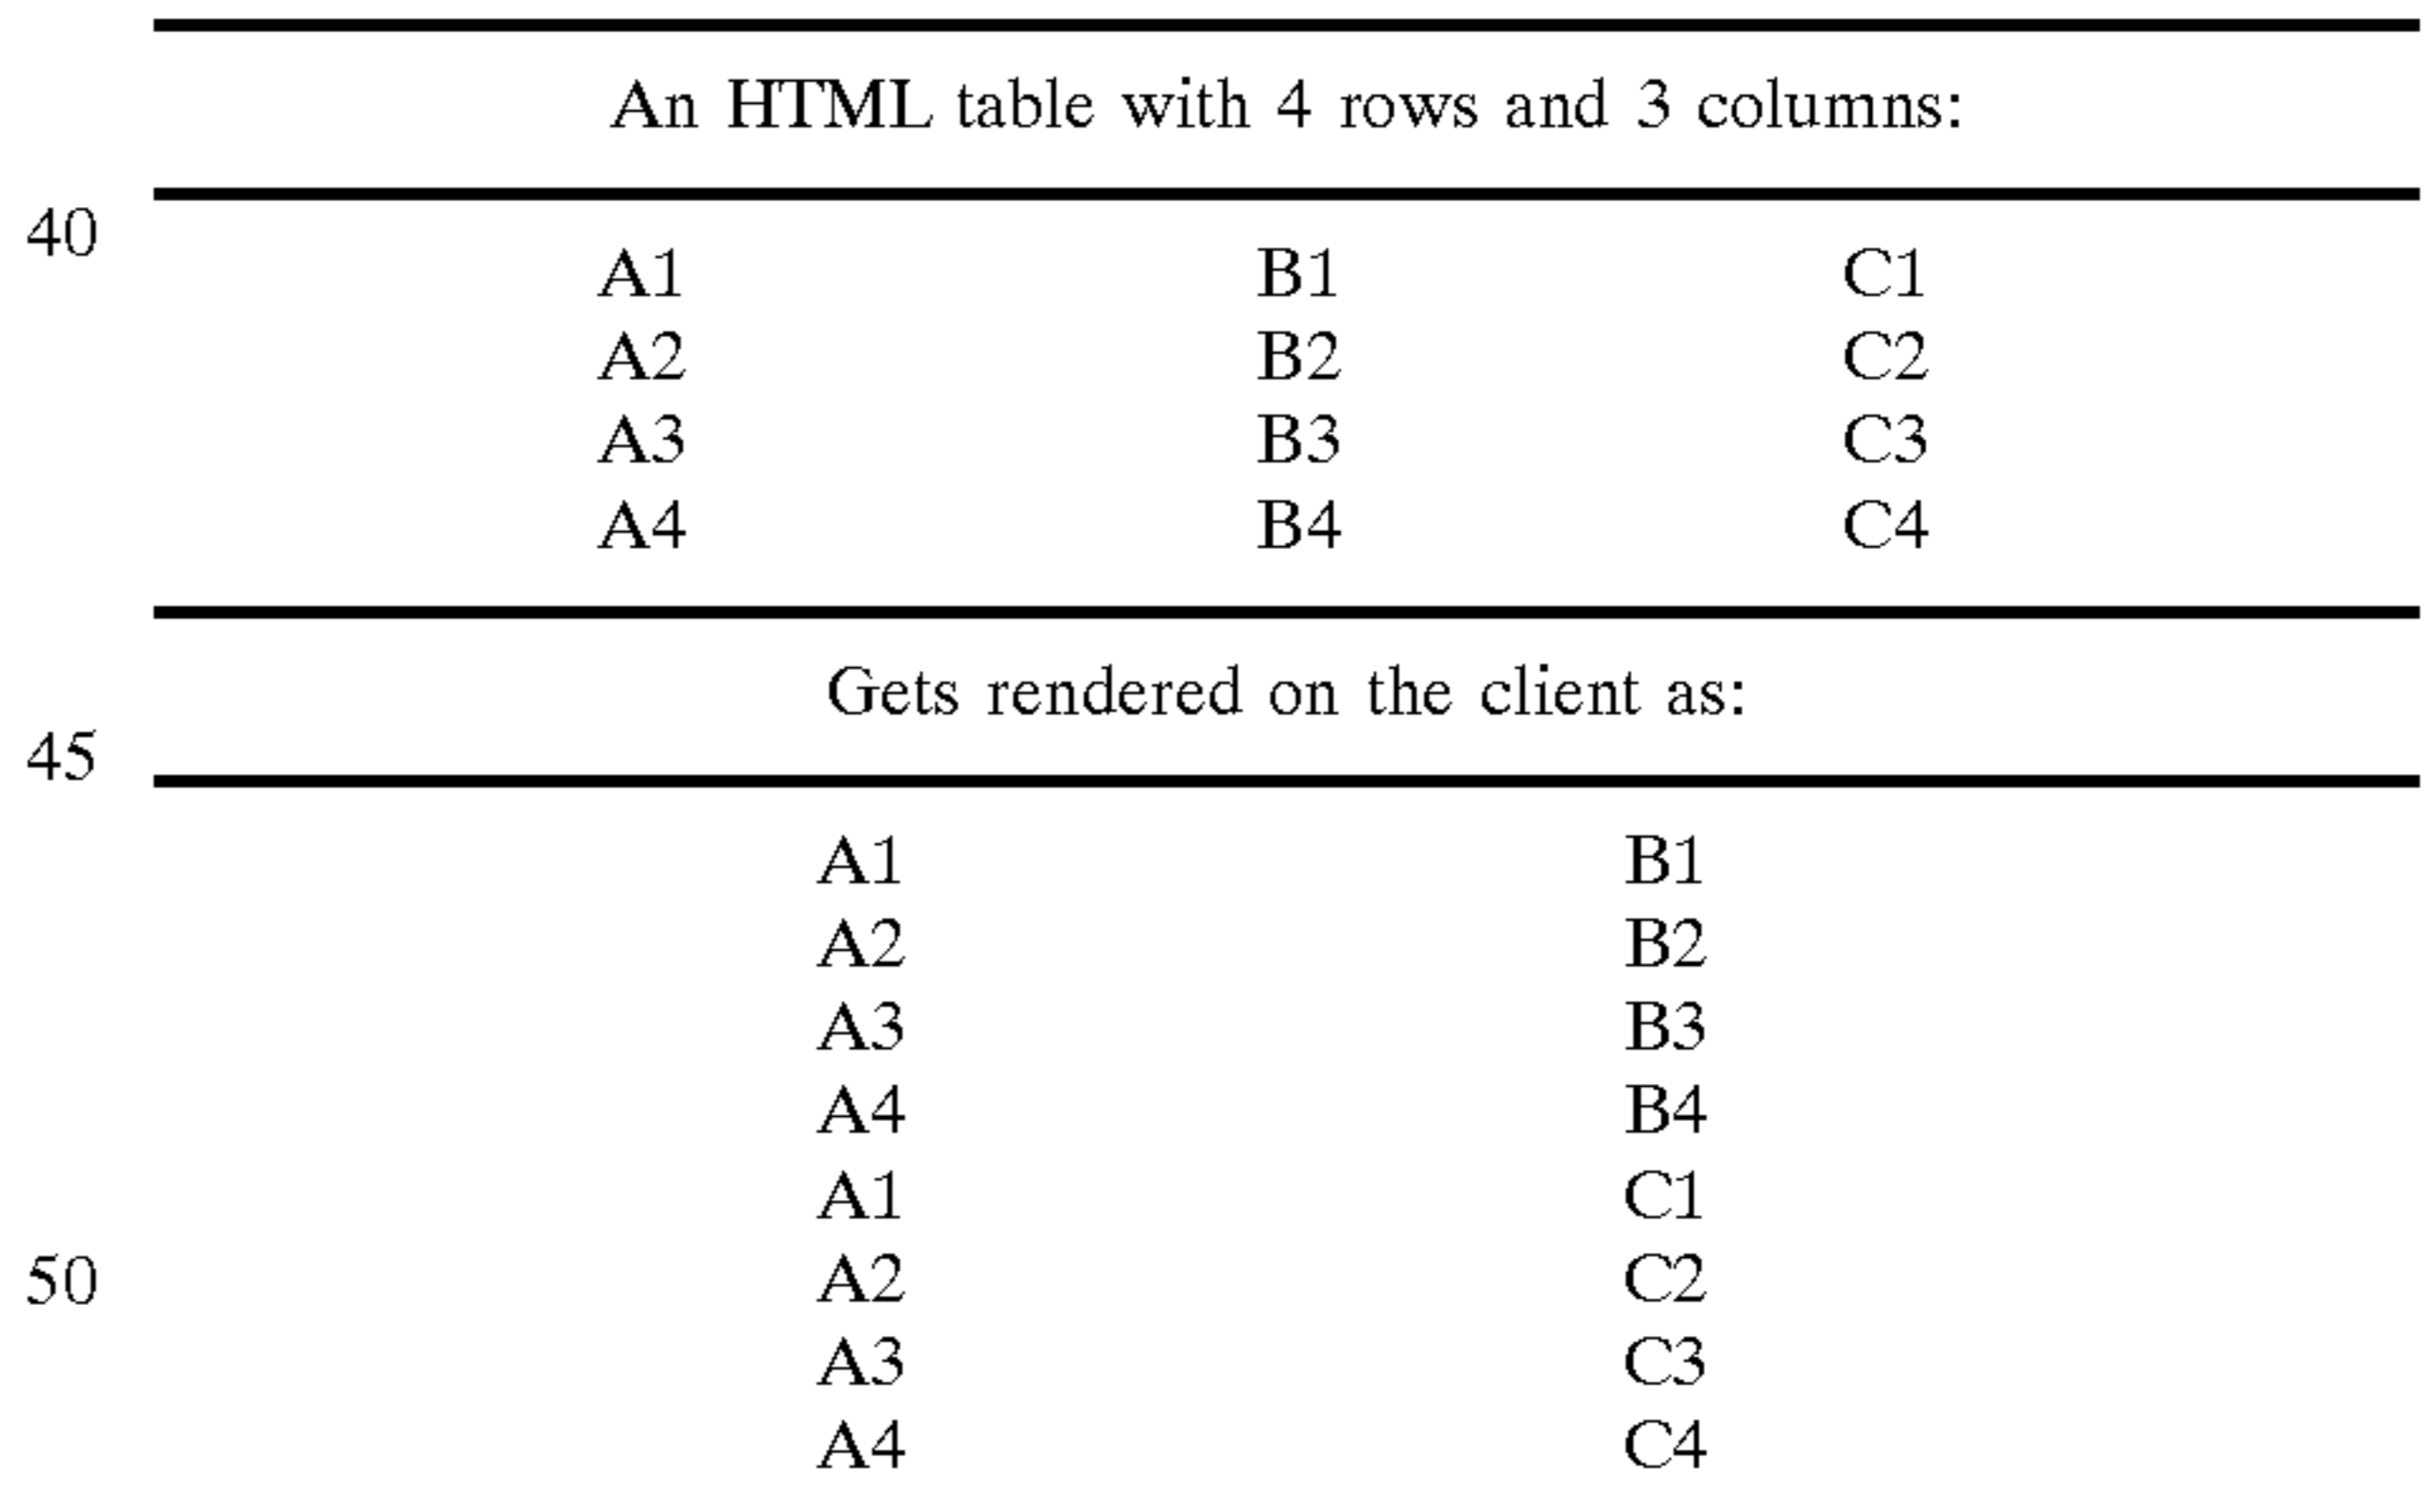 An HTML table with 4 rows and 3 columns:
40
A1 B1 C1
A2 B2 C2
A3 B3 C3
A4 B4 C4
Gets rendered on the client as:
45
A1 B1
A2 B2
A3 B3
A4 B4
A1 C1
50 A2 C2
A3 C3
A4 C4